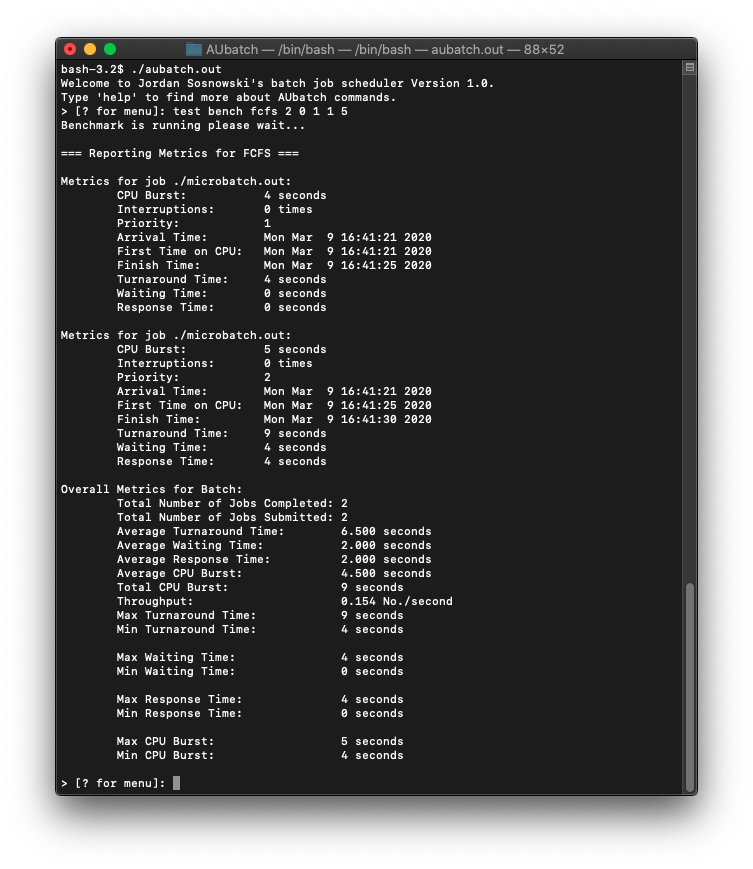 AUbatch — /bin/bash — /bin/bash — aubatch.out — 88×52
bash-3.2$ ./aubatch.out
Welcome to Jordan Sosnowski's batch job scheduler Version 1.0.
Type 'help' to find more about AUbatch commands.
> [? for menu]: test bench fcfs 2 0 1 1 5
Benchmark is running please wait...
=== Reporting Metrics for FCFS ===
Metrics for job ./microbatch.out:
CPU Burst: 4 seconds
Interruptions: 0 times
Priority: 1
Arrival Time: Mon Mar  9 16:41:21 2020
First Time on CPU: Mon Mar  9 16:41:21 2020
Finish Time: Mon Mar  9 16:41:25 2020
Turnaround Time: 4 seconds
Waiting Time: 0 seconds
Response Time: 0 seconds
Metrics for job ./microbatch.out:
CPU Burst: 5 seconds
Interruptions: 0 times
Priority: 2
Arrival Time: Mon Mar  9 16:41:21 2020
First Time on CPU: Mon Mar  9 16:41:25 2020
Finish Time: Mon Mar  9 16:41:30 2020
Turnaround Time: 9 seconds
Waiting Time: 4 seconds
Response Time: 4 seconds
Overall Metrics for Batch:
Total Number of Jobs Completed: 2
Total Number of Jobs Submitted: 2
Average Turnaround Time: 6.500 seconds
Average Waiting Time: 2.000 seconds
Average Response Time: 2.000 seconds
Average CPU Burst: 4.500 seconds
Total CPU Burst: 9 seconds
Throughput: 0.154 No./second
Max Turnaround Time: 9 seconds
Min Turnaround Time: 4 seconds
Max Waiting Time: 4 seconds
Min Waiting Time: 0 seconds
Max Response Time: 4 seconds
Min Response Time: 0 seconds
Max CPU Burst: 5 seconds
Min CPU Burst: 4 seconds
> [? for menu]: